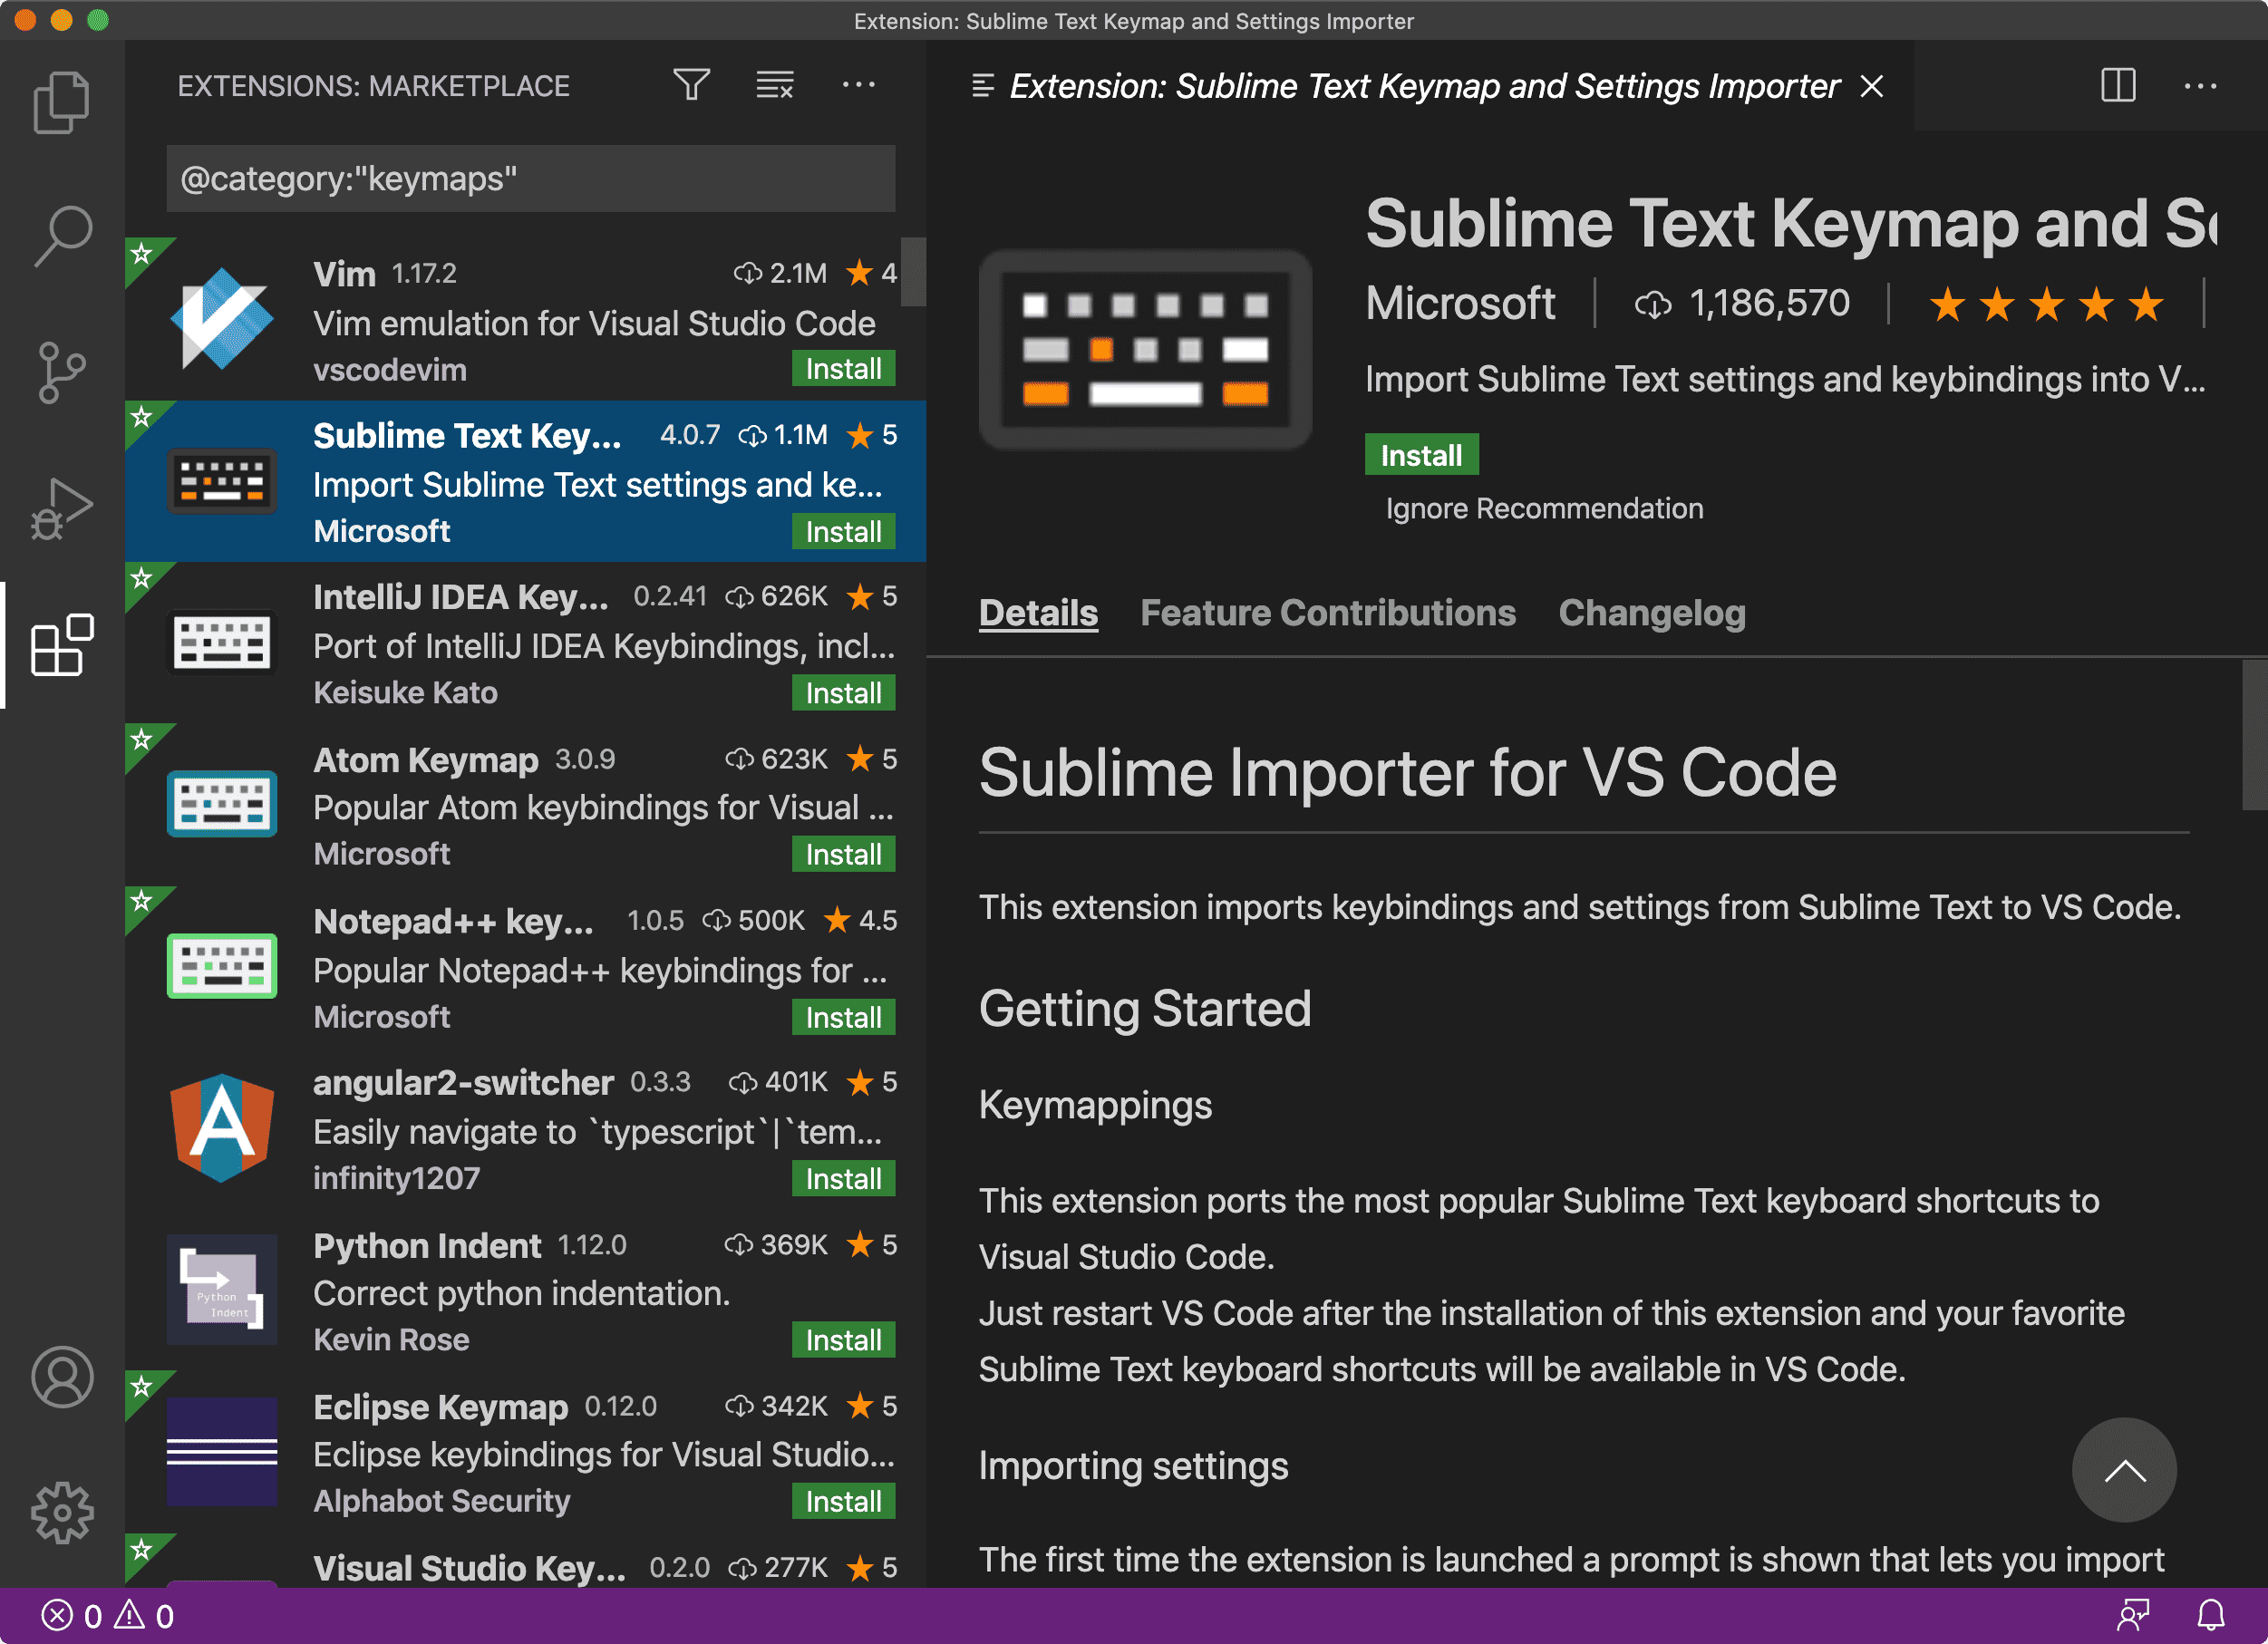 Extension: Sublime Text Keymap and Settings Importer
EXTENSIONS: MARKETPLACE
@category:"keymaps"
Vim 1.17.2 2.1M ★ 4
Vim emulation for Visual Studio Code
vscodevim Install
Sublime Text Key... 4.0.7 1.1M ★ 5
Import Sublime Text settings and ke...
Microsoft Install
IntelliJ IDEA Key... 0.2.41 626K ★ 5
Port of IntelliJ IDEA Keybindings, incl...
Keisuke Kato Install
Atom Keymap 3.0.9 623K ★ 5
Popular Atom keybindings for Visual ...
Microsoft Install
Notepad++ key... 1.0.5 500K ★ 4.5
Popular Notepad++ keybindings for ...
Microsoft Install
angular2-switcher 0.3.3 401K ★ 5
Easily navigate to `typescript`|`tem...
infinity1207 Install
Python Indent 1.12.0 369K ★ 5
Python
Indent
Correct python indentation.
Kevin Rose Install
Eclipse Keymap 0.12.0 342K ★ 5
Eclipse keybindings for Visual Studio...
Alphabot Security Install
Visual Studio Key... 0.2.0 277K ★ 5
Extension: Sublime Text Keymap and Settings Importer
Sublime Text Keymap and Se
Microsoft | 1,186,570 | ★★★★★ |
Import Sublime Text settings and keybindings into V...
Install
Ignore Recommendation
Details Feature Contributions Changelog
Sublime Importer for VS Code
This extension imports keybindings and settings from Sublime Text to VS Code.
Getting Started
Keymappings
This extension ports the most popular Sublime Text keyboard shortcuts to
Visual Studio Code.
Just restart VS Code after the installation of this extension and your favorite
Sublime Text keyboard shortcuts will be available in VS Code.
Importing settings
The first time the extension is launched a prompt is shown that lets you import
0 0